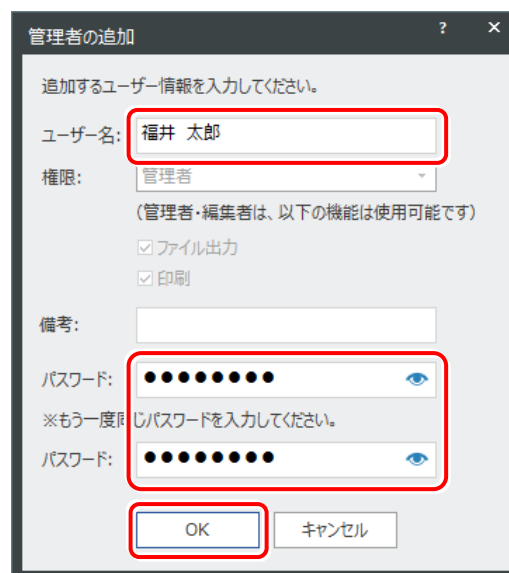 管理者の追加 ? ×
追加するユーザー情報を入力してください。
ユーザー名: 福井 太郎
権限: 管理者
(管理者・編集者は、以下の機能は使用可能です)
ファイル出力
印刷
備考:
パスワード: ●●●●●●●●
※もう一度同じパスワードを入力してください。
パスワード: ●●●●●●●●
OK キャンセル